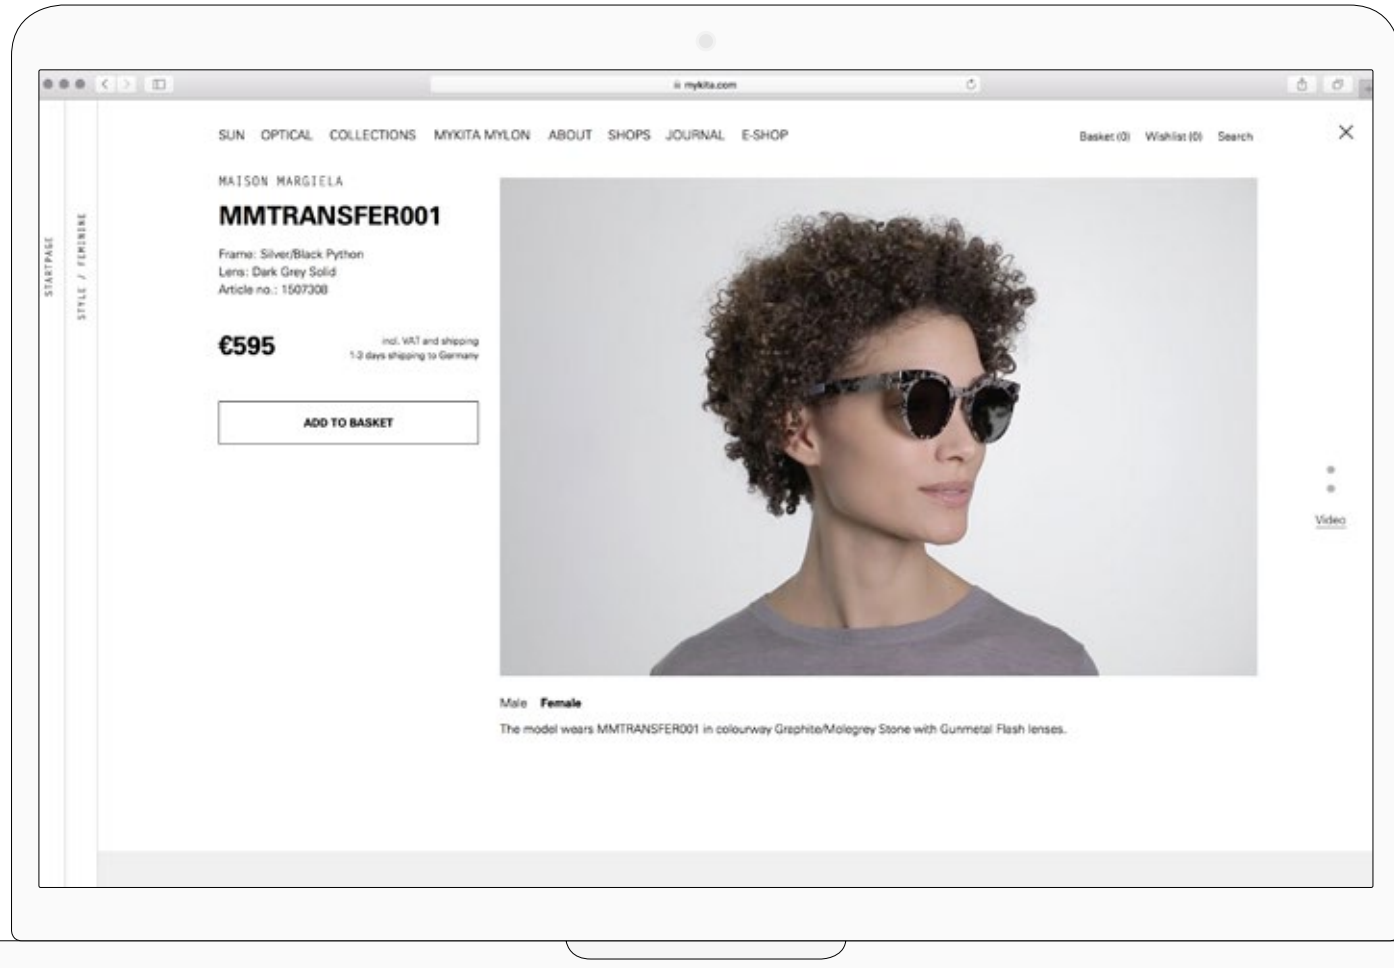 mykita.com
SUN OPTICAL COLLECTIONS MYKITA MYLON ABOUT SHOPS JOURNAL E-SHOP
Basket (0) Wishlist (0) Search
STARTPAGE
STYLE / FEMININE
MAISON MARGIELA
MMTRANSFER001
Frame: Silver/Black Python
Lens: Dark Grey Solid
Article no.: 1507308
€595
incl. VAT and shipping
1-3 days shipping to Germany
ADD TO BASKET
Video
Male Female
The model wears MMTRANSFER001 in colourway Graphite/Molegrey Stone with Gunmetal Flash lenses.